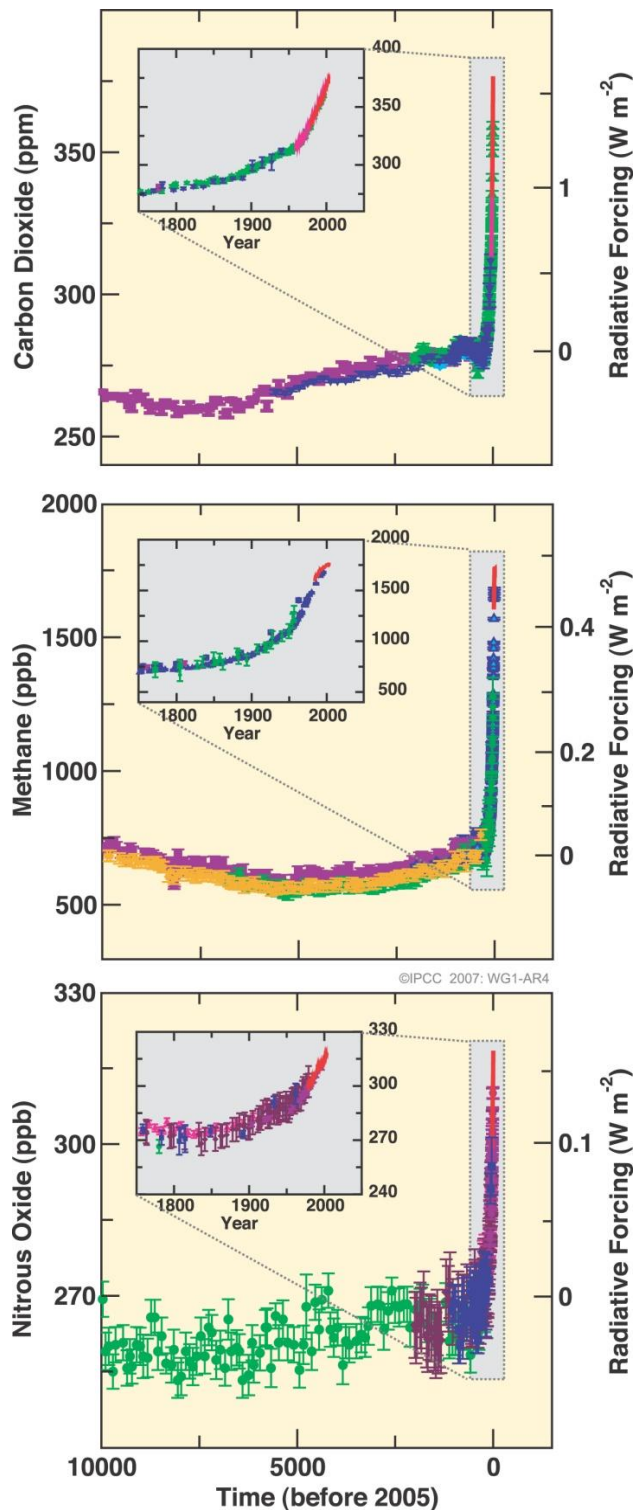 400
350
300
1800 1900 2000
Year
Carbon Dioxide (ppm)
350
300
250
1
0
Radiative Forcing (W m-2)
2000
1500
1000
500
1800 1900 2000
Year
Methane (ppb)
2000
1500
1000
500
0.4
0.2
0
Radiative Forcing (W m-2)
©IPCC 2007: WG1-AR4
330
300
270
240
1800 1900 2000
Year
Nitrous Oxide (ppb)
330
300
270
0.1
0
Radiative Forcing (W m-2)
10000 5000 0
Time (before 2005)